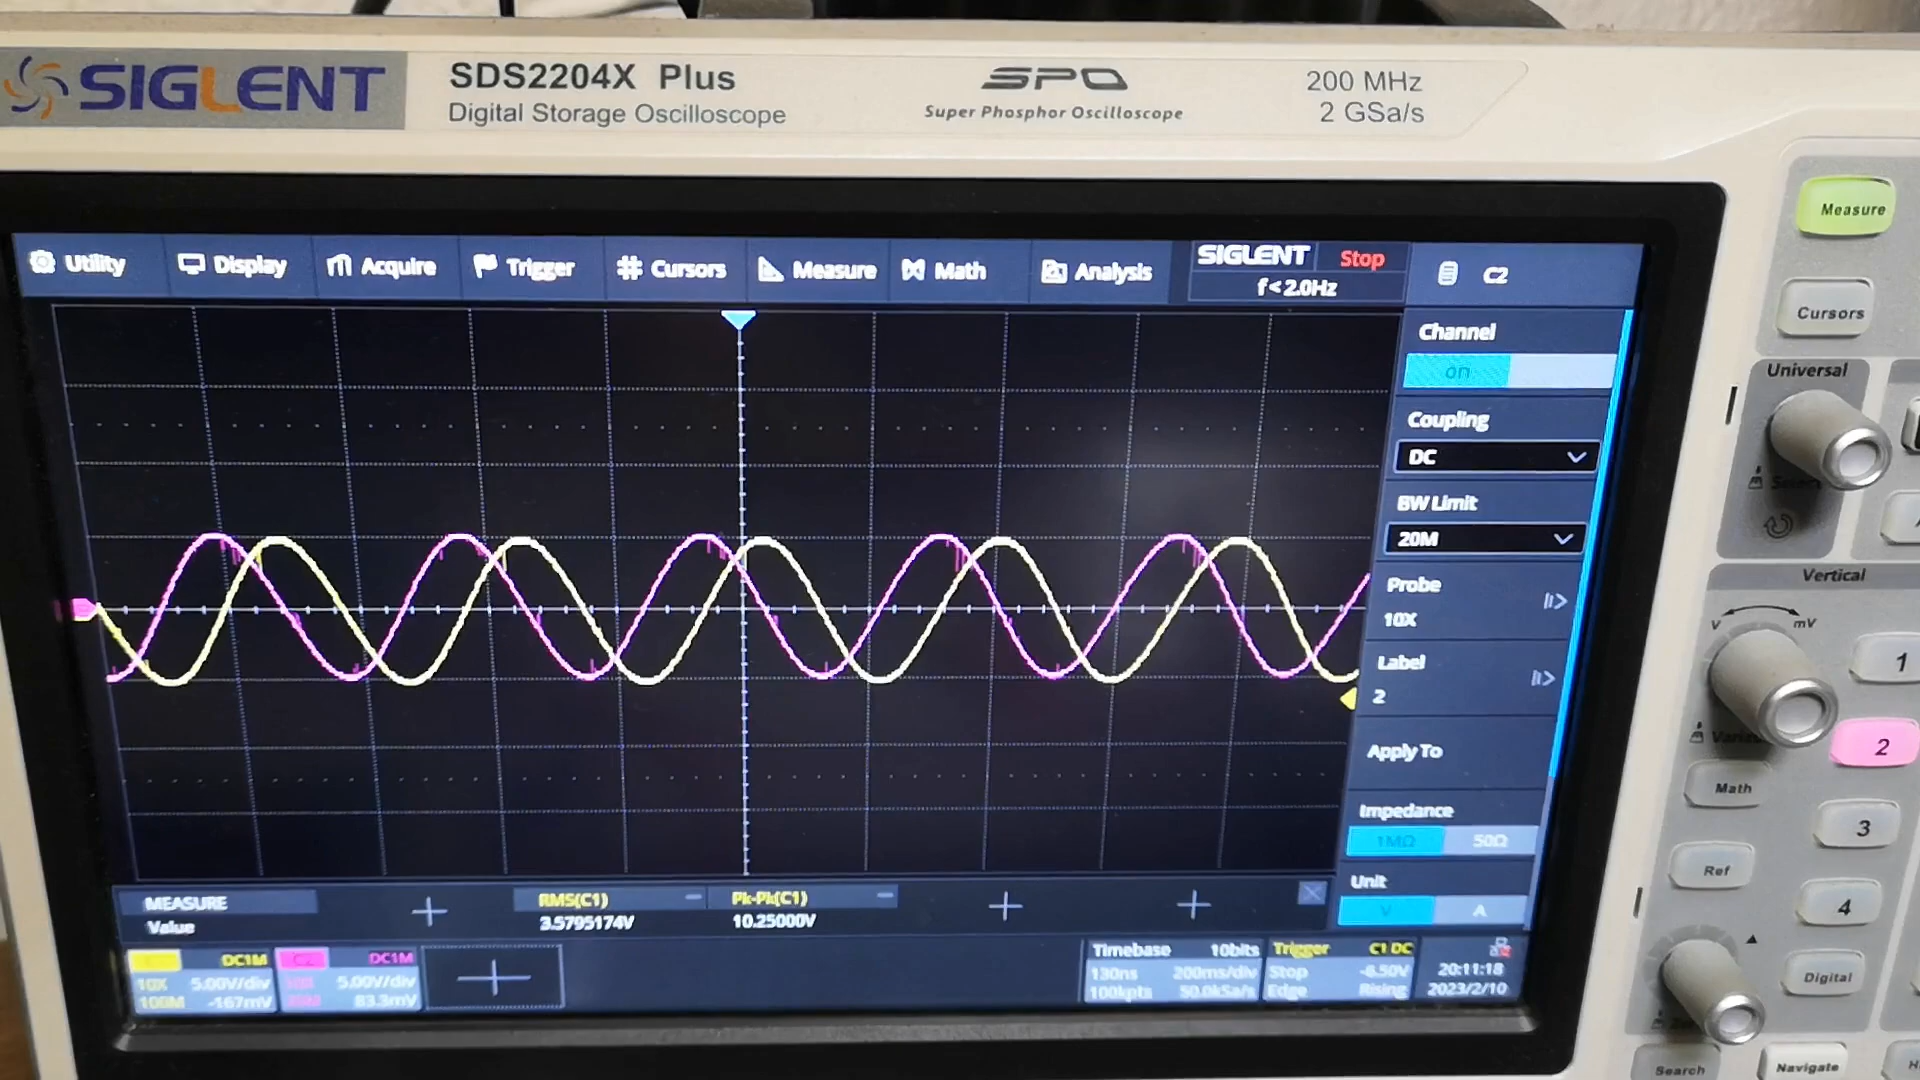 SIGLENT
SDS2204X Plus
Digital Storage Oscilloscope
SPO
Super Phosphor Oscilloscope
200 MHz
2 GSa/s
Utility
Display
Acquire
Trigger
Cursors
Measure
Math
Analysis
SIGLENT
Stop
f<2.0Hz
C2
Channel
on
Coupling
DC
BW Limit
20M
Probe
10X
Label
2
Apply To
Impedance
1MΩ 50Ω
Unit
V A
MEASURE
Value
RMS(C1)
3.5795174V
Pk-Pk(C1)
10.25000V
DC1M
10X 5.00V/div
100M -167mV
C2 DC1M
5.00V/div
83.3mV
Timebase 10bits
130ns 200ms/div
100kpts 50.0kSa/s
Trigger C1 DC
Stop -6.50V
Edge Rising
20:11:18
2023/2/10
Measure
Cursors
Universal
Vertical
V mV
1
2
Math
3
Ref
4
Digital
Search
Navigate